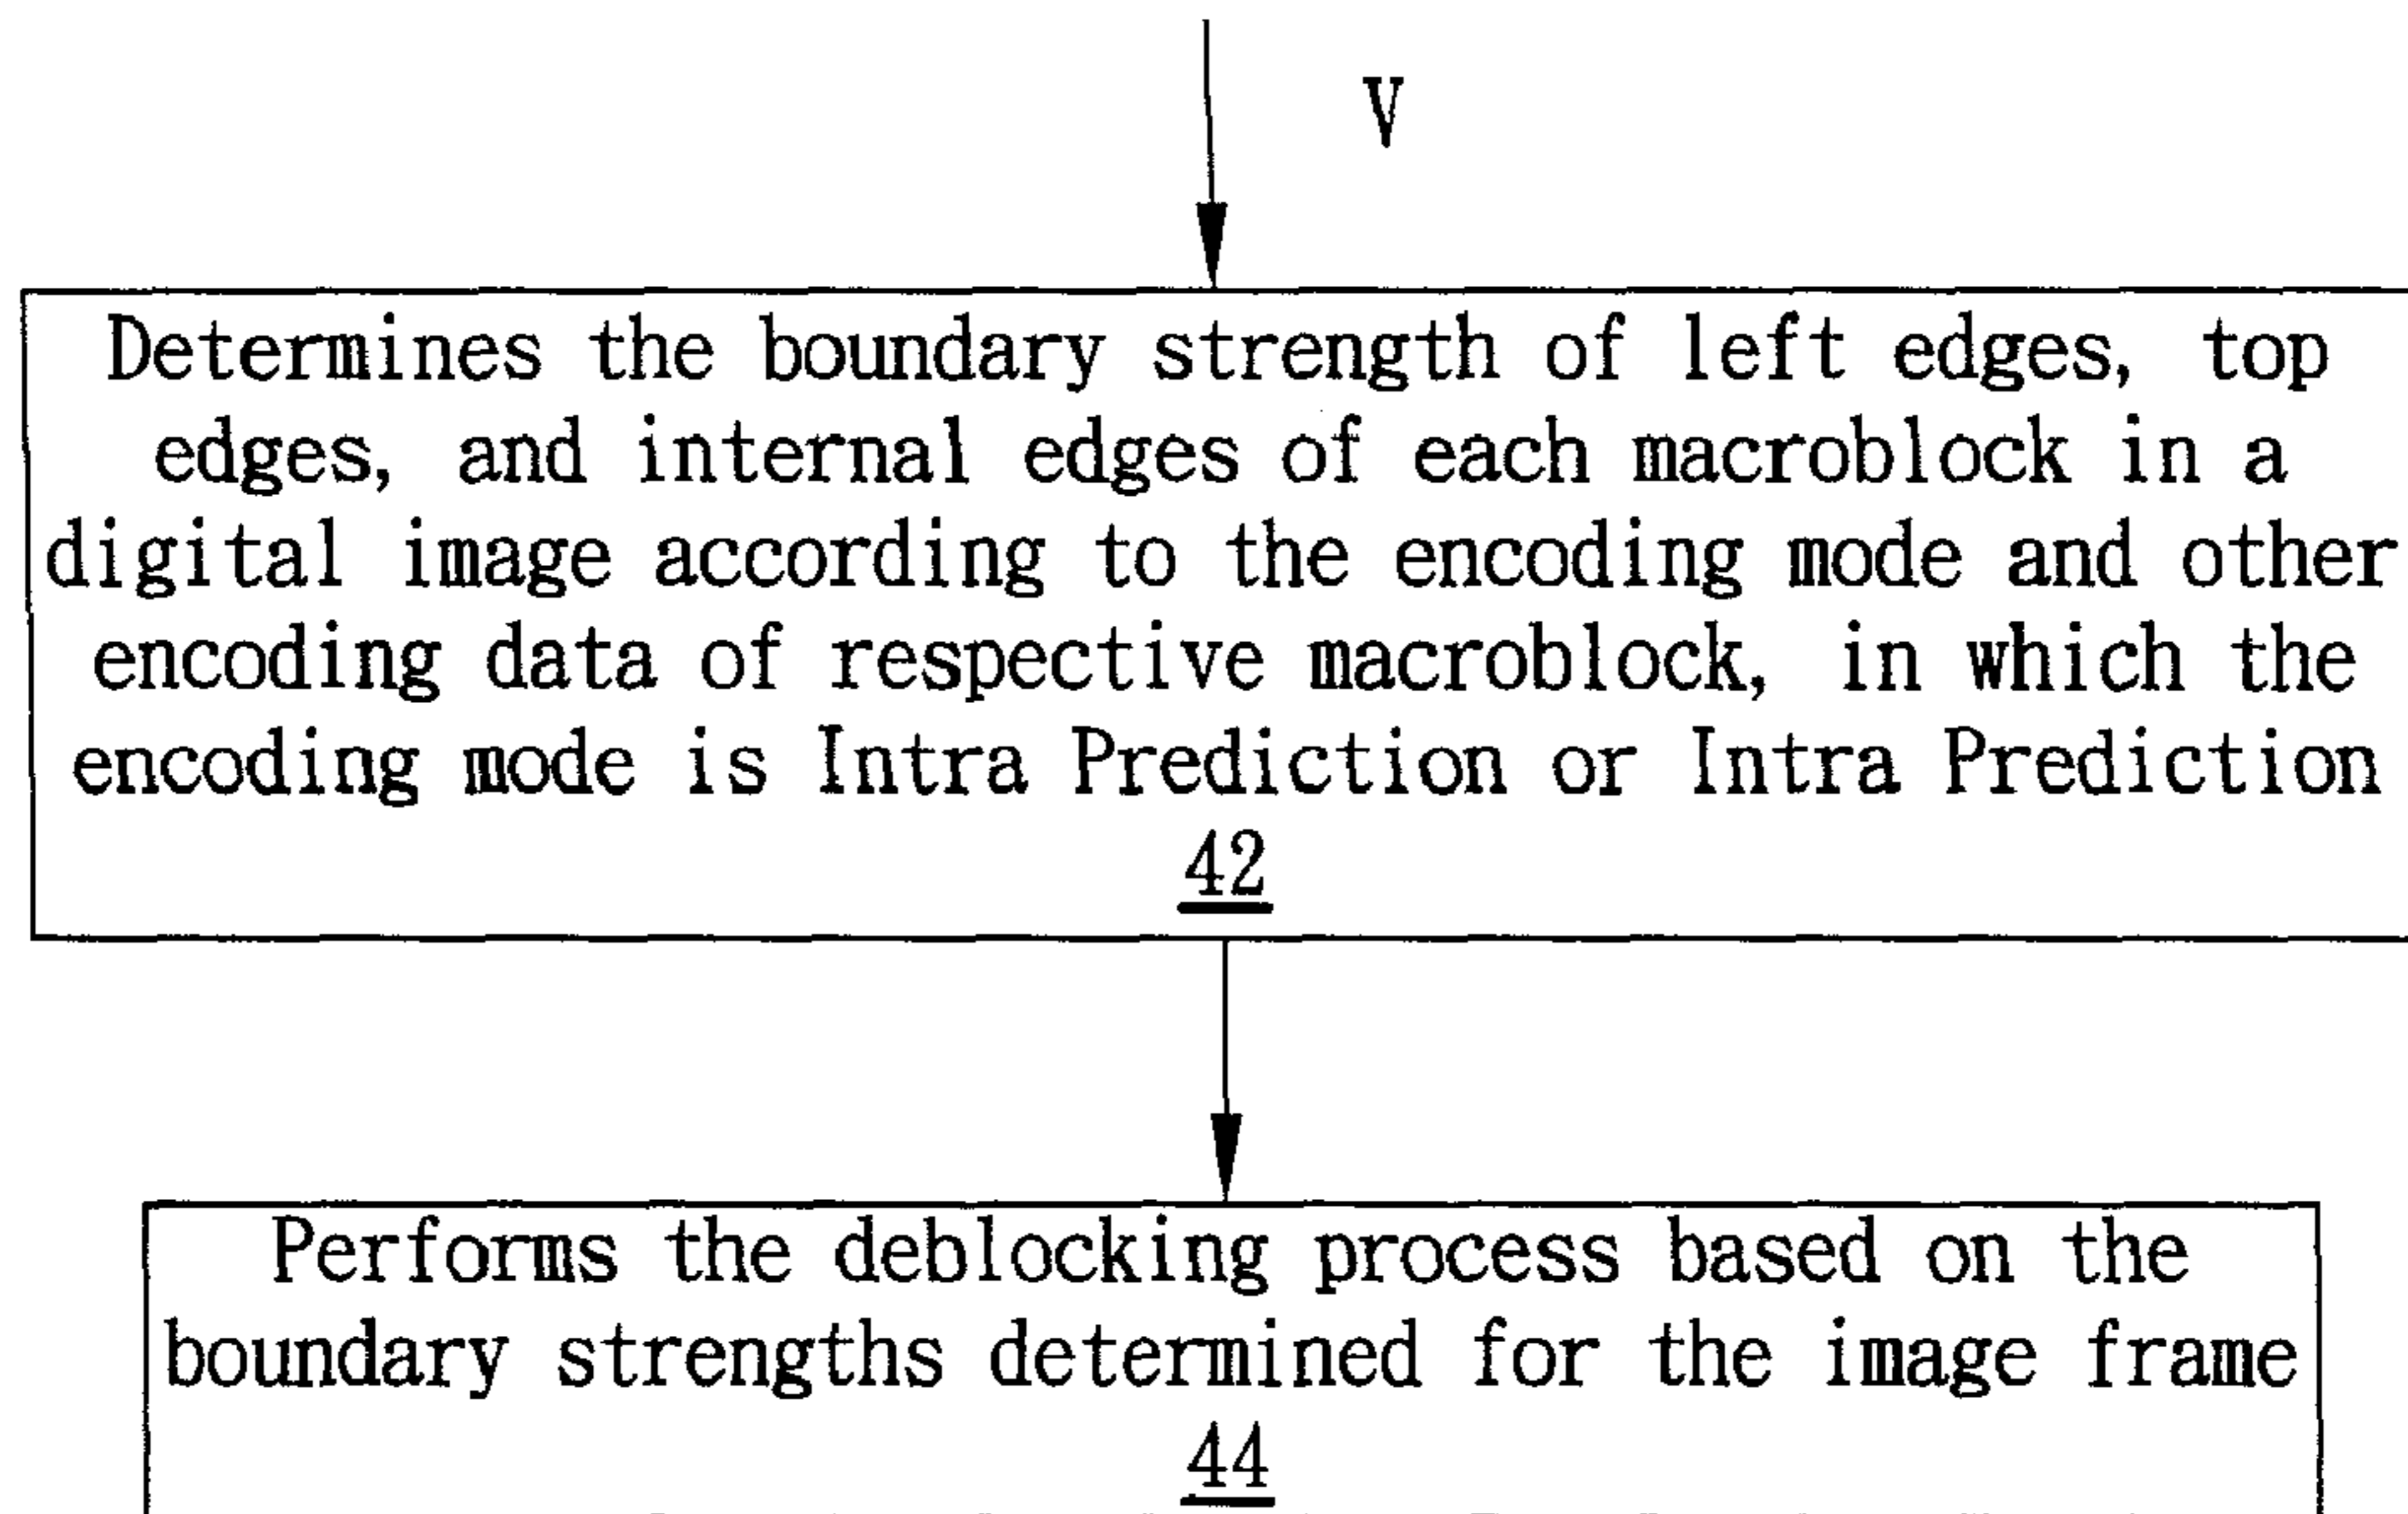 V
Determines the boundary strength of left edges, top
edges, and internal edges of each macroblock in a
digital image according to the encoding mode and other
encoding data of respective macroblock, in which the
encoding mode is Intra Prediction or Intra Prediction
42
Performs the deblocking process based on the
boundary strengths determined for the image frame
44